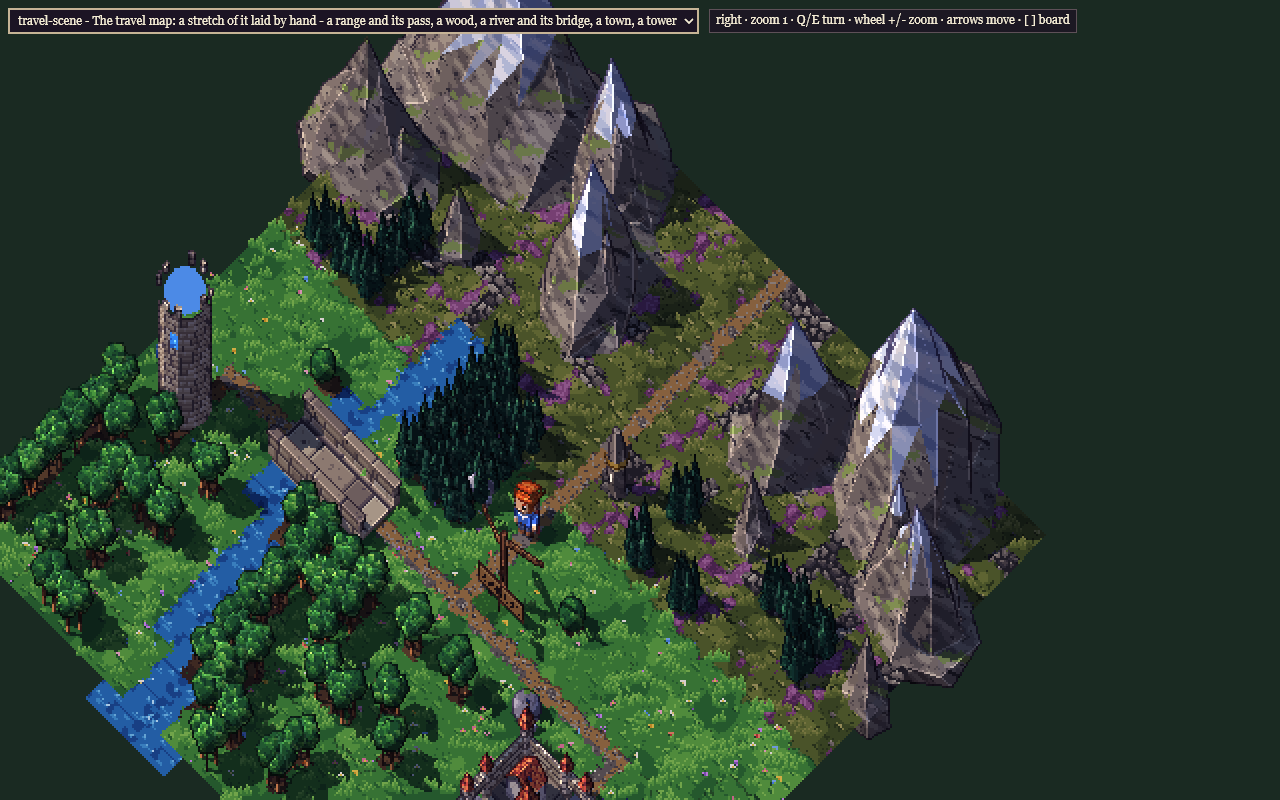 travel-scene - The travel map: a stretch of it laid by hand - a range and its pass, a wood, a river and its bridge, a town, a tower
right · zoom 1 · Q/E turn · wheel +/- zoom · arrows move · [ ] board